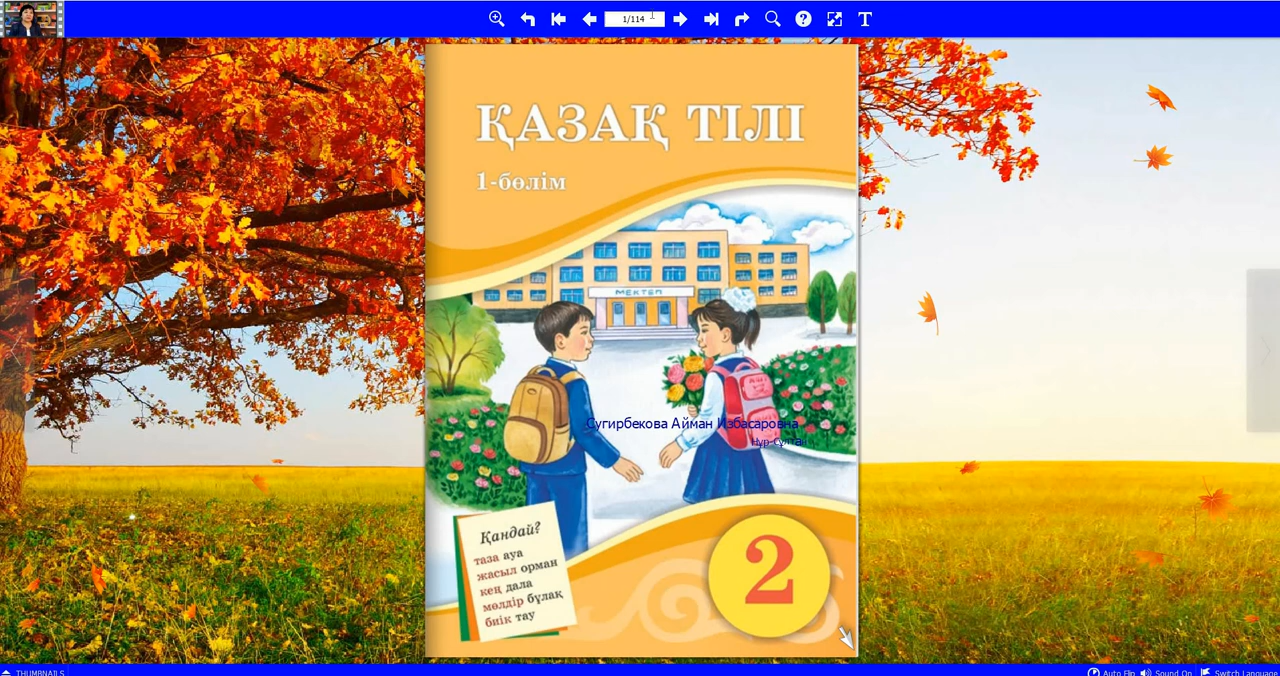 1/114
T
ҚАЗАҚ ТІЛІ
1-бөлім
МЕКТЕП
Сугирбекова Айман Избасаровна
Нур-Султан
Қандай?
таза ауа
жасыл орман
кең дала
мөлдір бұлақ
биік тау
2
THUMBNAILS
Auto Flip
Sound On
Switch Language